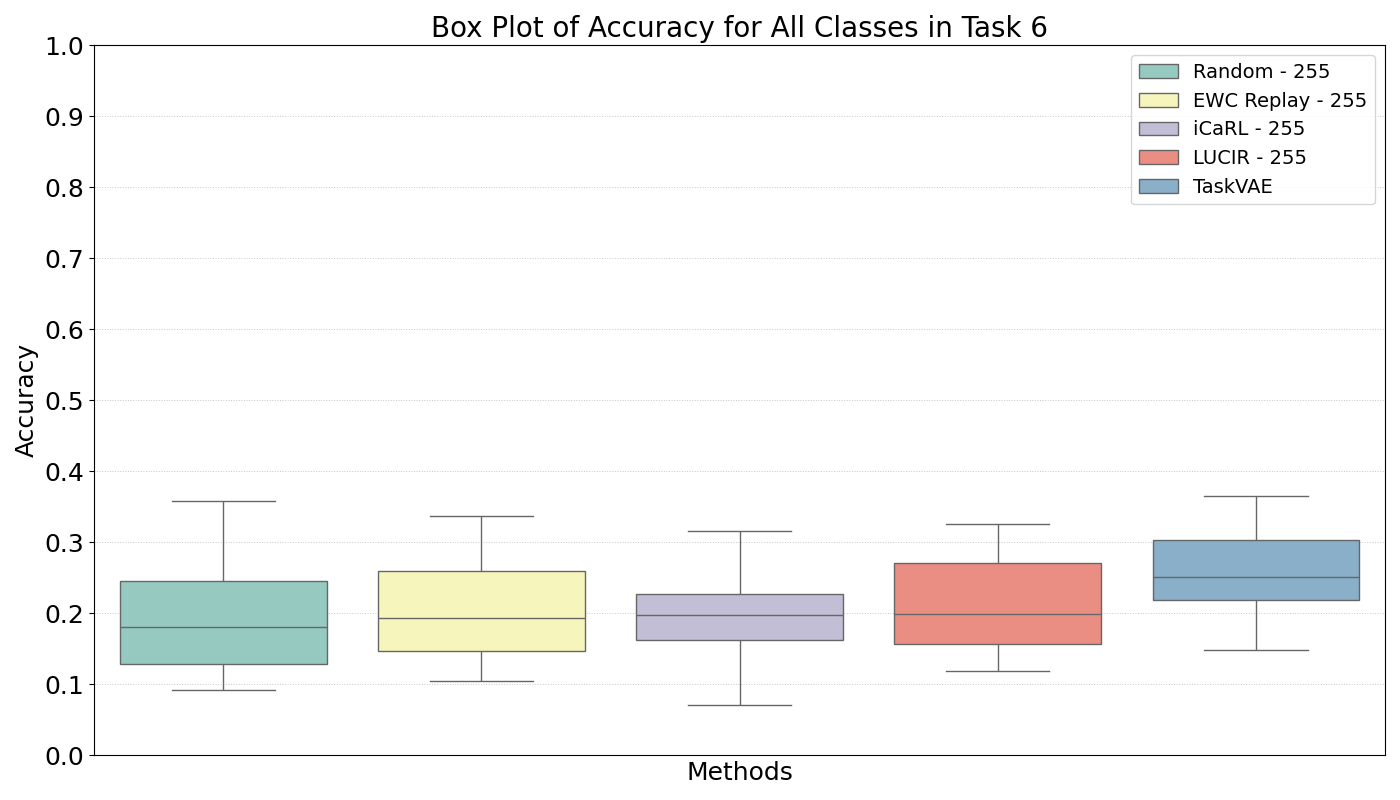 Box Plot of Accuracy for All Classes in Task 6
1.0
0.9
0.8
0.7
0.6
0.5
0.4
0.3
0.2
0.1
0.0
Accuracy
Methods
Random - 255
EWC Replay - 255
iCaRL - 255
LUCIR - 255
TaskVAE